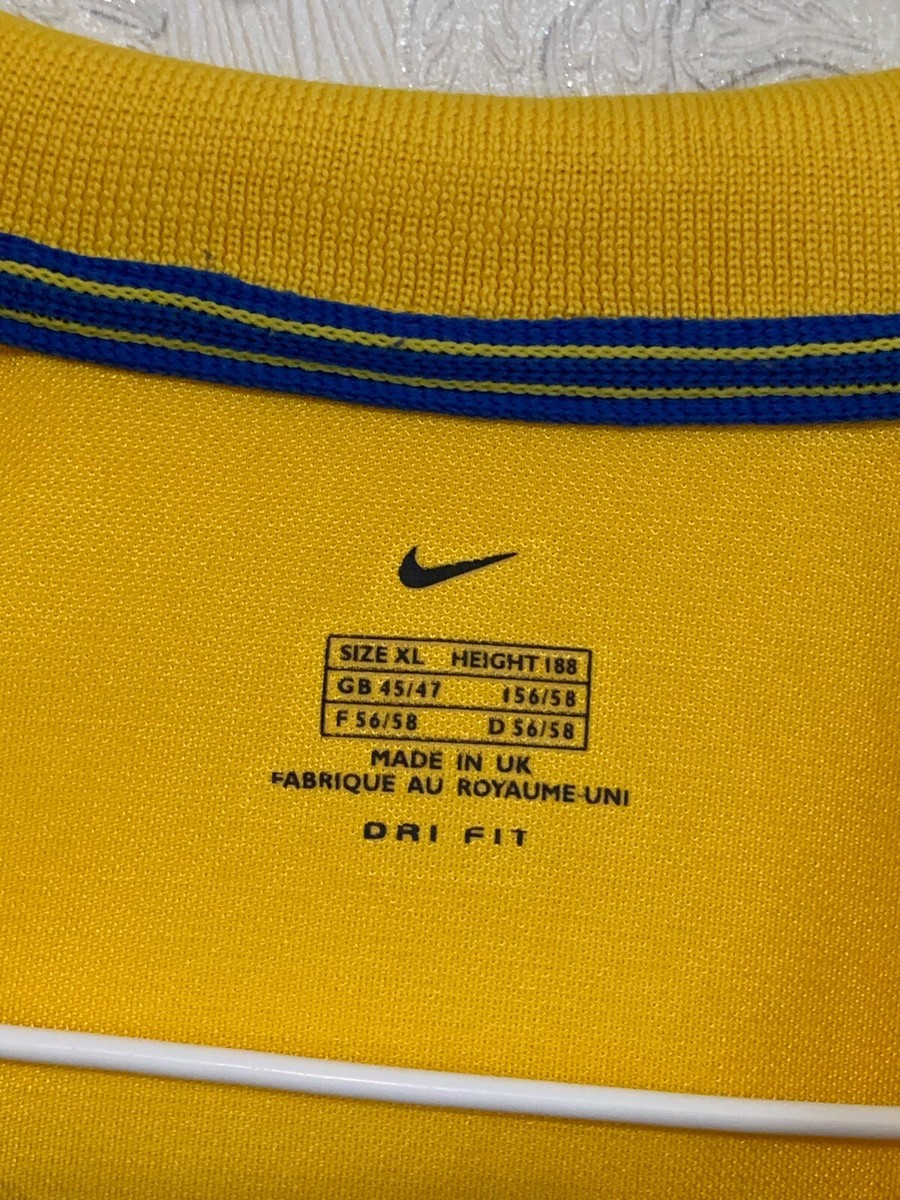 SIZE XL HEIGHT 188
GB 45/47 I 56/58
F 56/58 D 56/58
MADE IN UK
FABRIQUE AU ROYAUME-UNI
DRI FIT